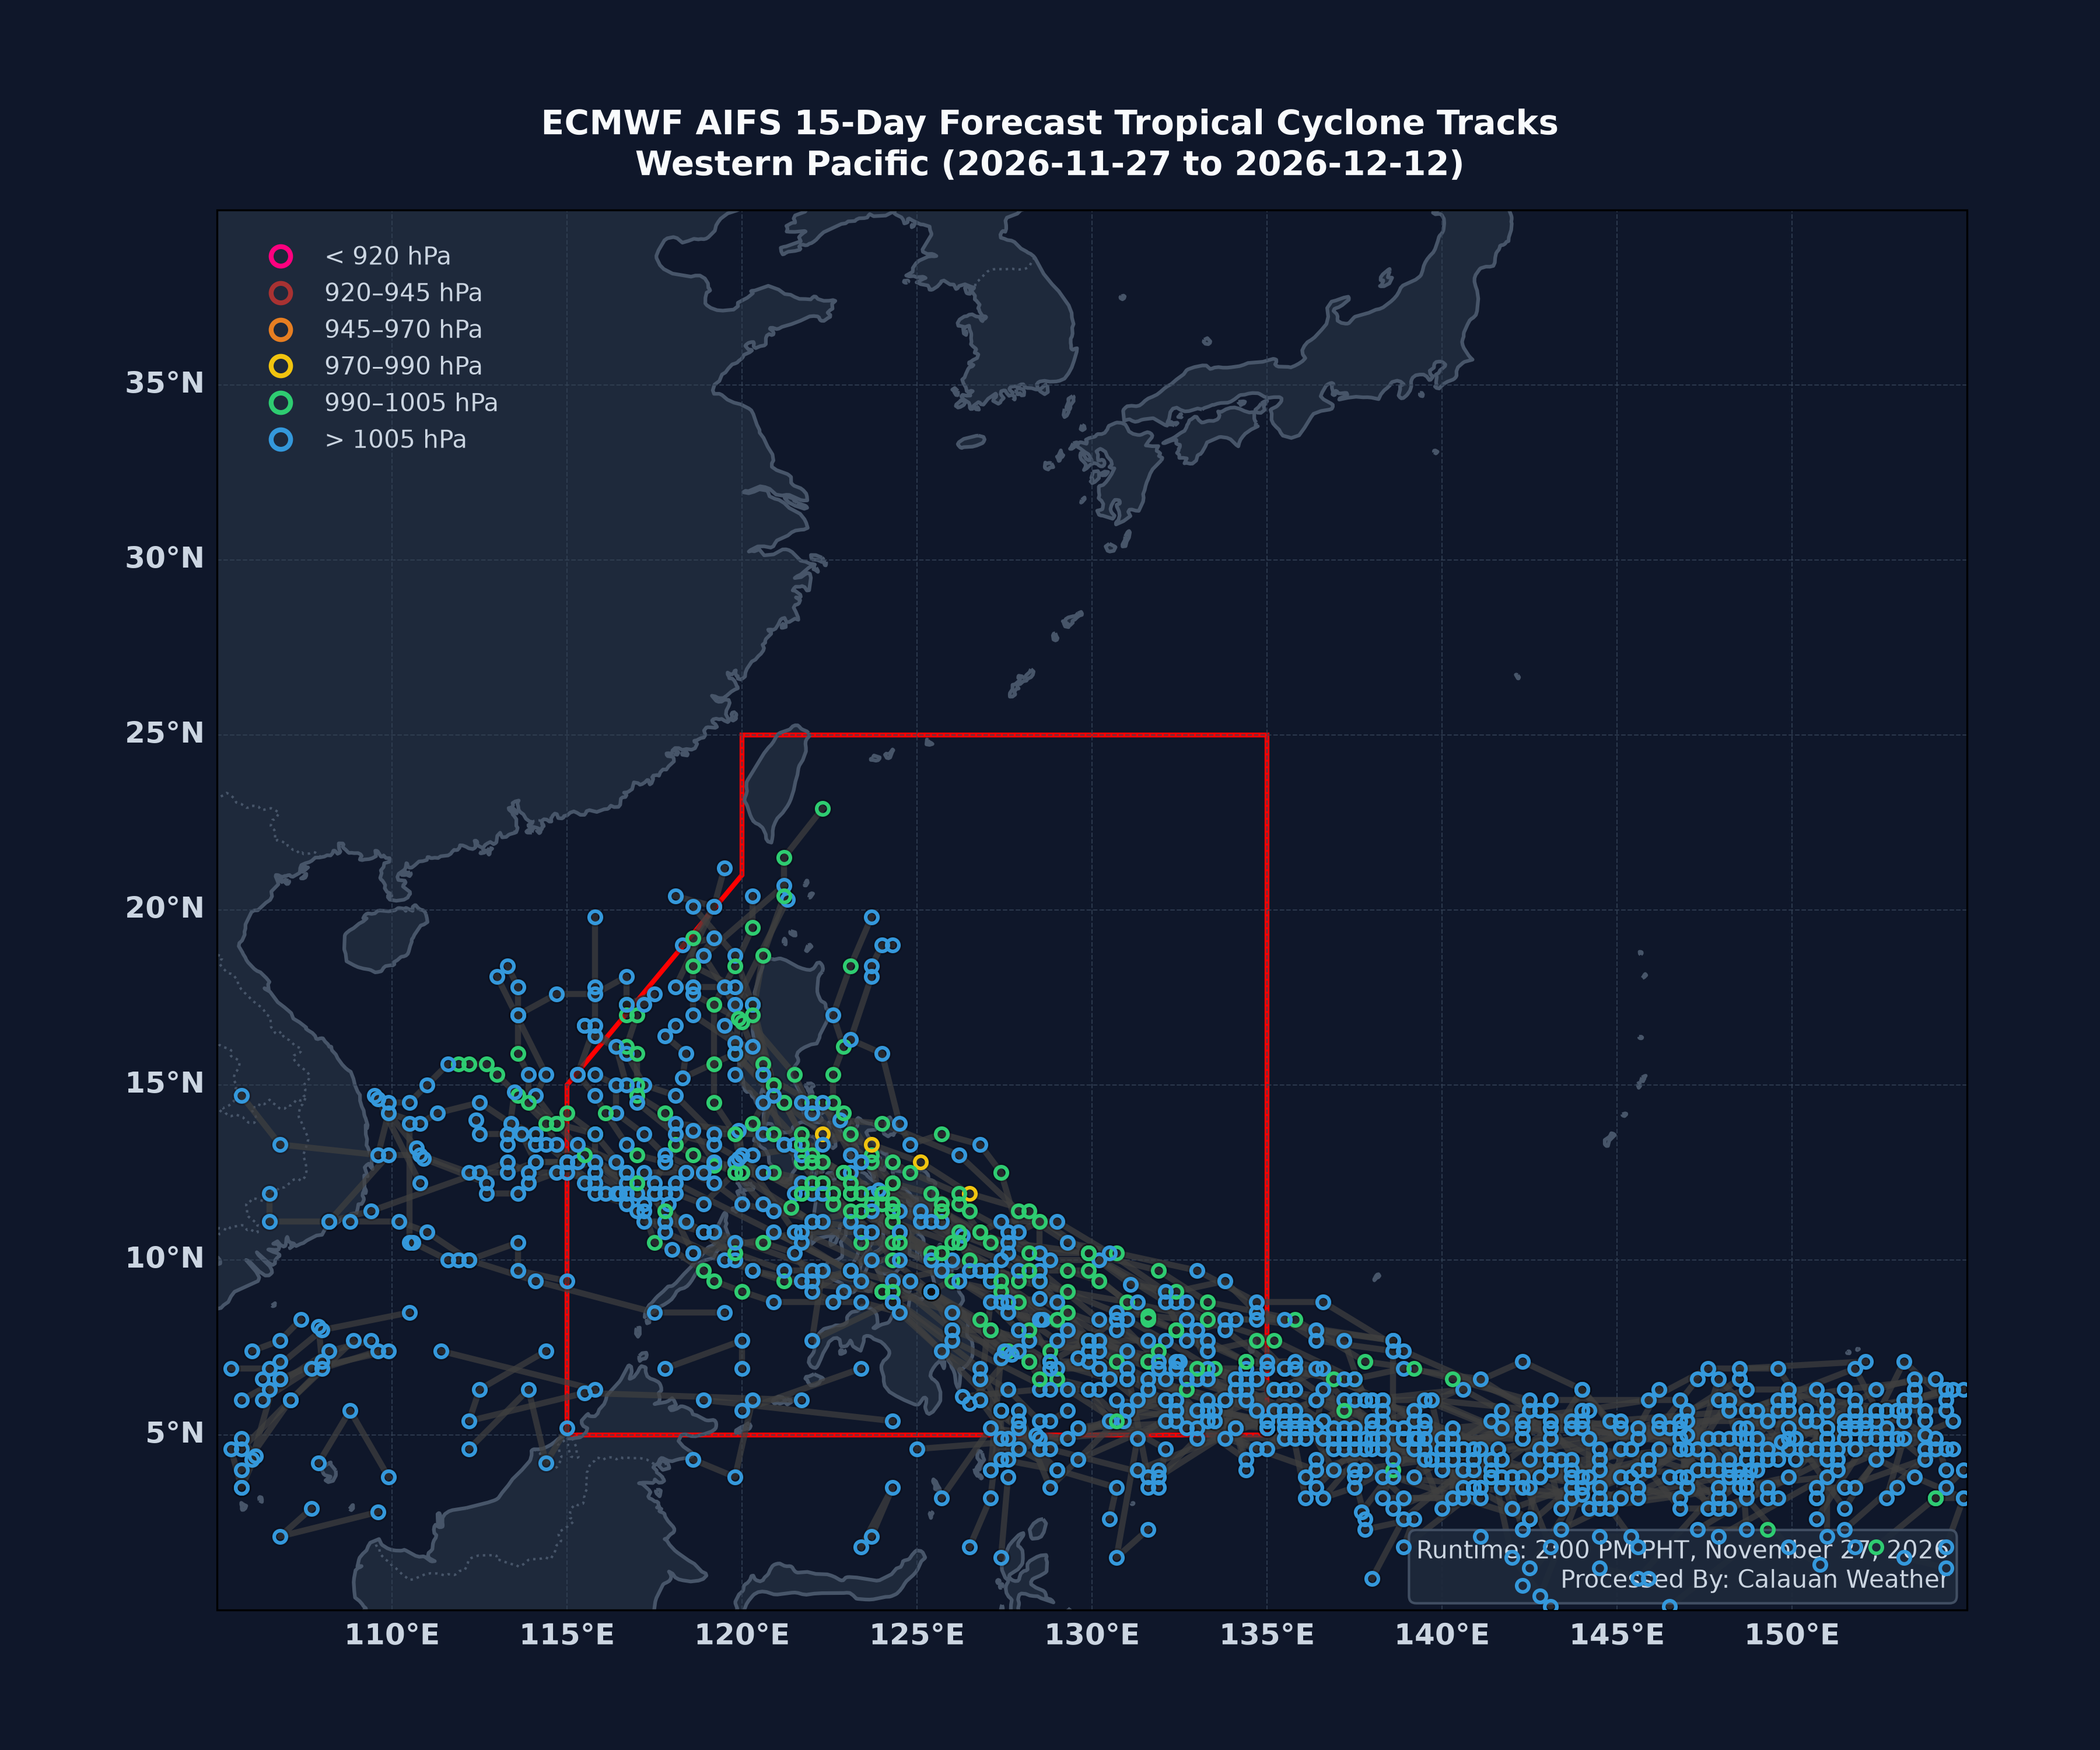 ECMWF AIFS 15-Day Forecast Tropical Cyclone Tracks
Western Pacific (2026-11-27 to 2026-12-12)
< 920 hPa
920–945 hPa
945–970 hPa
970–990 hPa
990–1005 hPa
> 1005 hPa
35°N
30°N
25°N
20°N
15°N
10°N
5°N
Runtime: 2:00 PM PHT, November 27, 2026
Processed By: Calauan Weather
110°E 115°E 120°E 125°E 130°E 135°E 140°E 145°E 150°E